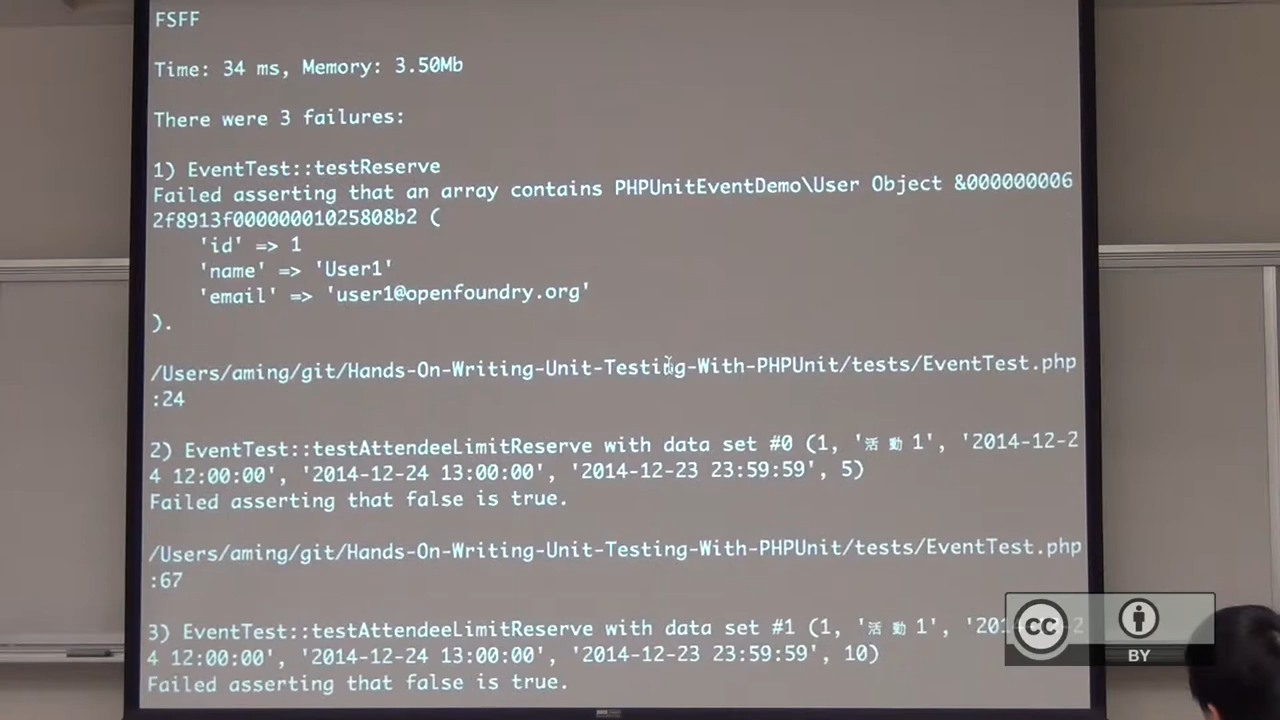 FSFF
Time: 34 ms, Memory: 3.50Mb
There were 3 failures:
1) EventTest::testReserve
Failed asserting that an array contains PHPUnitEventDemo\User Object &000000006
2f8913f00000001025808b2 (
'id' => 1
'name' => 'User1'
'email' => 'user1@openfoundry.org'
).
/Users/aming/git/Hands-On-Writing-Unit-Testing-With-PHPUnit/tests/EventTest.php
:24
2) EventTest::testAttendeeLimitReserve with data set #0 (1, '活動1', '2014-12-2
4 12:00:00', '2014-12-24 13:00:00', '2014-12-23 23:59:59', 5)
Failed asserting that false is true.
/Users/aming/git/Hands-On-Writing-Unit-Testing-With-PHPUnit/tests/EventTest.php
:67
3) EventTest::testAttendeeLimitReserve with data set #1 (1, '活動1',
4 12:00:00', '2014-12-24 13:00:00', '2014-12-23 23:59:59', 10)
Failed asserting that false is true.
cc
BY